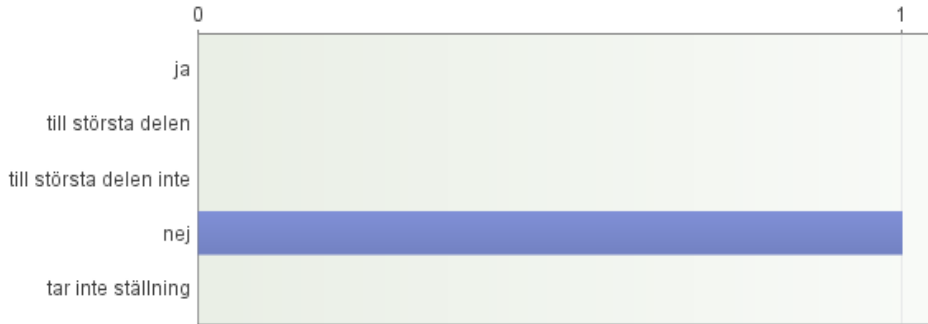 0 1
ja
till största delen
till största delen inte
nej
tar inte ställning